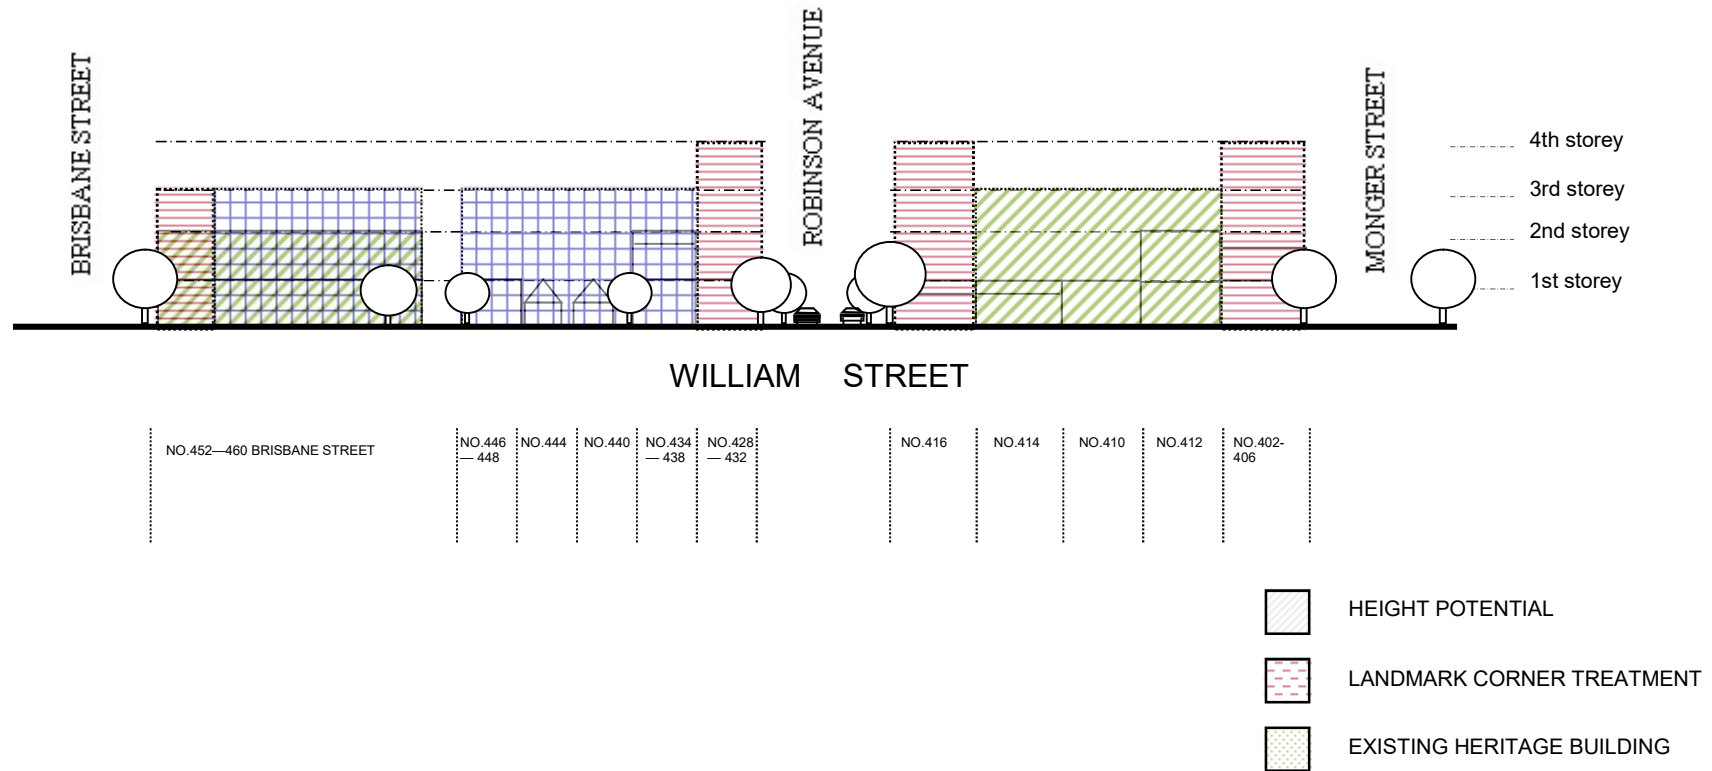 BRISBANE STREET
ROBINSON AVENUE
MONGER STREET
4th storey
3rd storey
2nd storey
1st storey
WILLIAM STREET
NO.452—460 BRISBANE STREET
NO.446
— 448
NO.444
NO.440
NO.434
— 438
NO.428
— 432
NO.416
NO.414
NO.410
NO.412
NO.402-
406
HEIGHT POTENTIAL
LANDMARK CORNER TREATMENT
EXISTING HERITAGE BUILDING